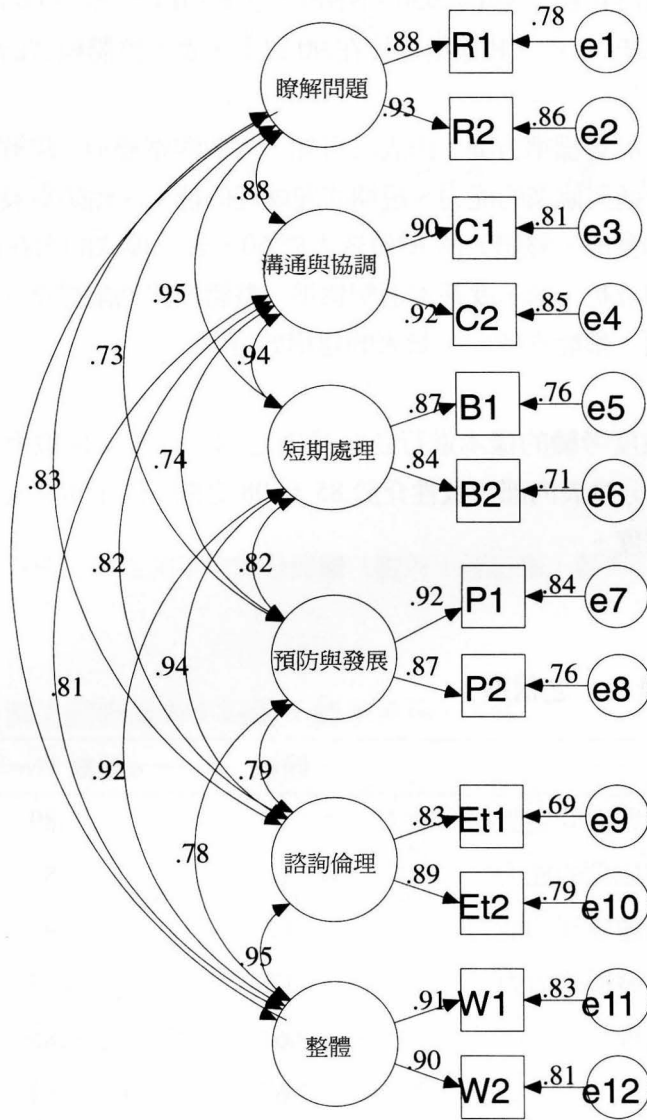 .88 R1 .78 e1
瞭解問題
.93 R2 .86 e2
.88
.90 C1 .81 e3
溝通與協調
.95
.92 C2 .85 e4
.73 .94
.87 B1 .76 e5
短期處理
.83 .74 .84 B2 .71 e6
.82 .82
.92 P1 .84 e7
預防與發展
.94 .87 P2 .76 e8
.81
.92 .79
.83 Et1 .69 e9
.78 諮詢倫理
.89 Et2 .79 e10
.95
.91 W1 .83 e11
整體
.90 W2 .81 e12